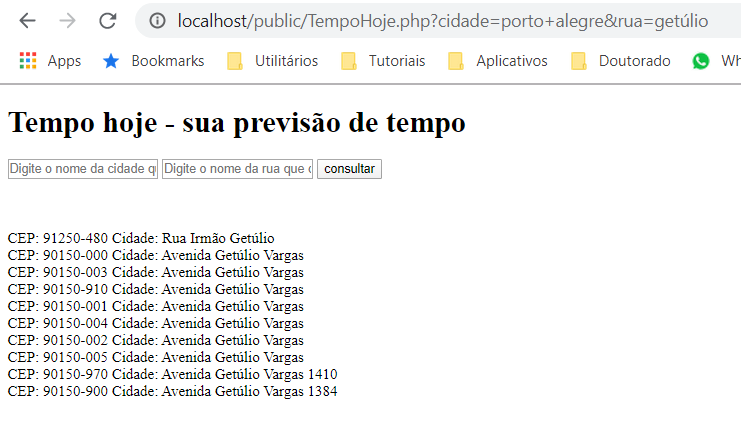 localhost/public/TempoHoje.php?cidade=porto+alegre&rua=getúlio
Apps Bookmarks Utilitários Tutoriais Aplicativos Doutorado Wh
Tempo hoje - sua previsão de tempo
Digite o nome da cidade q Digite o nome da rua que consultar
CEP: 91250-480 Cidade: Rua Irmão Getúlio
CEP: 90150-000 Cidade: Avenida Getúlio Vargas
CEP: 90150-003 Cidade: Avenida Getúlio Vargas
CEP: 90150-910 Cidade: Avenida Getúlio Vargas
CEP: 90150-001 Cidade: Avenida Getúlio Vargas
CEP: 90150-004 Cidade: Avenida Getúlio Vargas
CEP: 90150-002 Cidade: Avenida Getúlio Vargas
CEP: 90150-005 Cidade: Avenida Getúlio Vargas
CEP: 90150-970 Cidade: Avenida Getúlio Vargas 1410
CEP: 90150-900 Cidade: Avenida Getúlio Vargas 1384